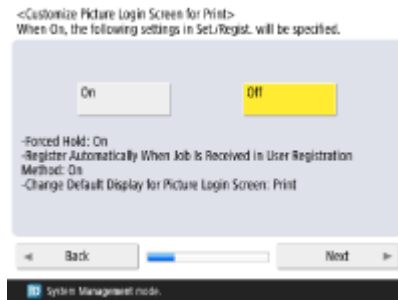 <Customize Picture Login Screen for Print>
When On, the following settings in Set./Regist. will be specified.
On
Off
-Forced Hold: On
-Register Automatically When Job Is Received in User Registration
Method: On
-Change Default Display for Picture Login Screen: Print
Back
Next
System Management mode.